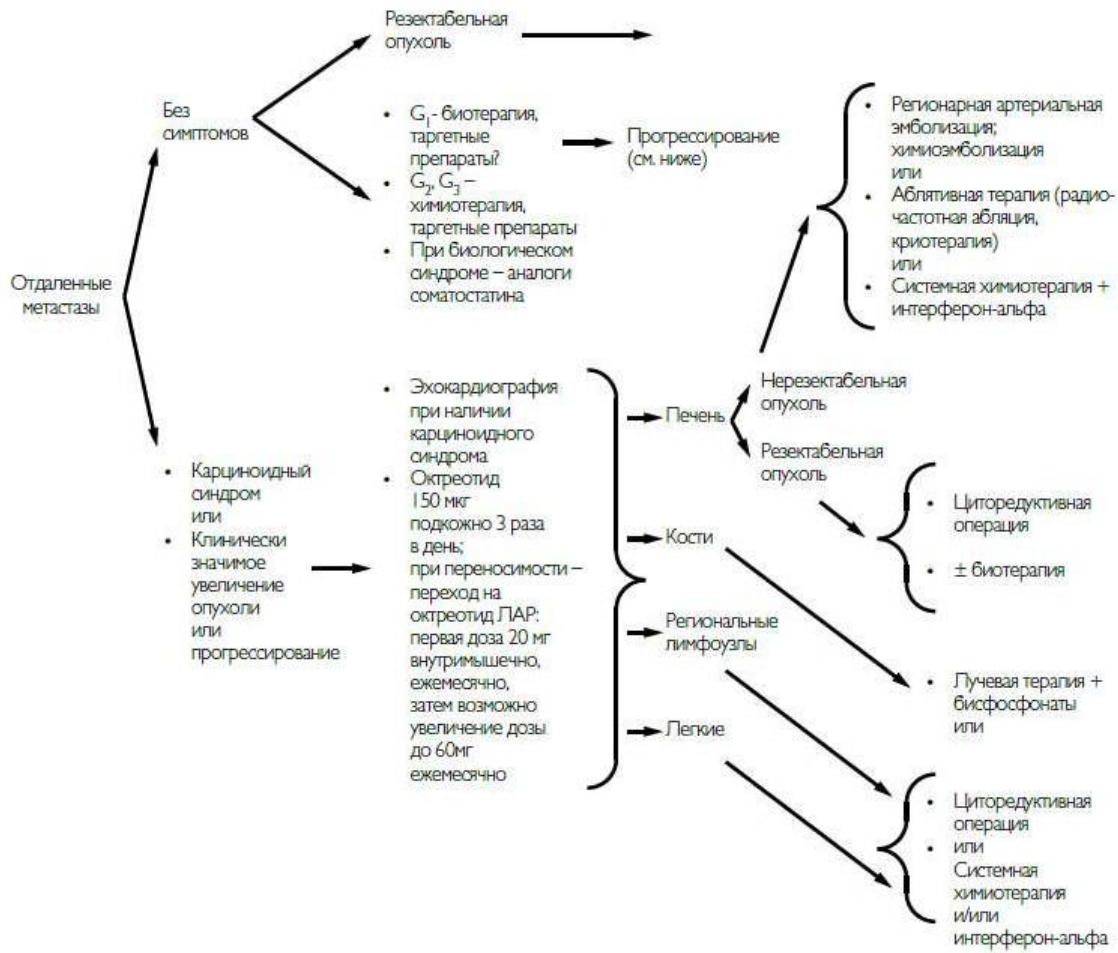 Резектабельная
опухоль
Без
симптомов
• G₁- биотерапия,
таргетные
препараты?
• G₂, G₃ –
химиотерапия,
таргетные препараты
• При биологическом
синдроме – аналоги
соматостатина
Прогрессирование
(см. ниже)
• Регионарная артериальная
эмболизация;
химиоэмболизация
или
• Аблятивная терапия (радио-
частотная абляция,
криотерапия)
или
• Системная химиотерапия +
интерферон-альфа
Отдаленные
метастазы
• Карциноидный
синдром
или
• Клинически
значимое
увеличение
опухоли
или
прогрессирование
• Эхокардиография
при наличии
карциноидного
синдрома
• Октреотид
150 мкг
подкожно 3 раза
в день;
при переносимости –
переход на
октреотид ЛАР:
первая доза 20 мг
внутримышечно,
ежемесячно,
затем возможно
увеличение дозы
до 60мг
ежемесячно
Печень
Нерезектабельная
опухоль
Резектабельная
опухоль
• Циторедуктивная
операция
• ± биотерапия
Кости
Региональные
лимфоузлы
Легкие
• Лучевая терапия +
бисфосфонаты
или
• Циторедуктивная
операция
• или
• Системная
химиотерапия
и/или
интерферон-альфа